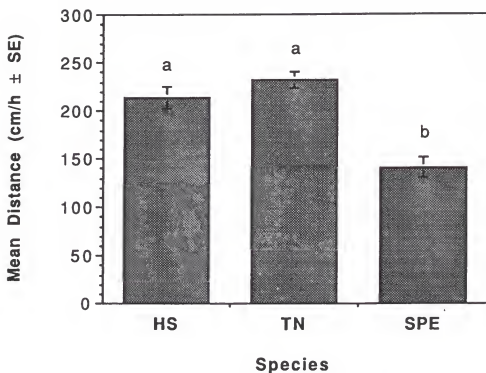 Mean Distance (cm/h ± SE)
300
250
200
150
100
50
0
a
a
b
HS
TN
SPE
Species